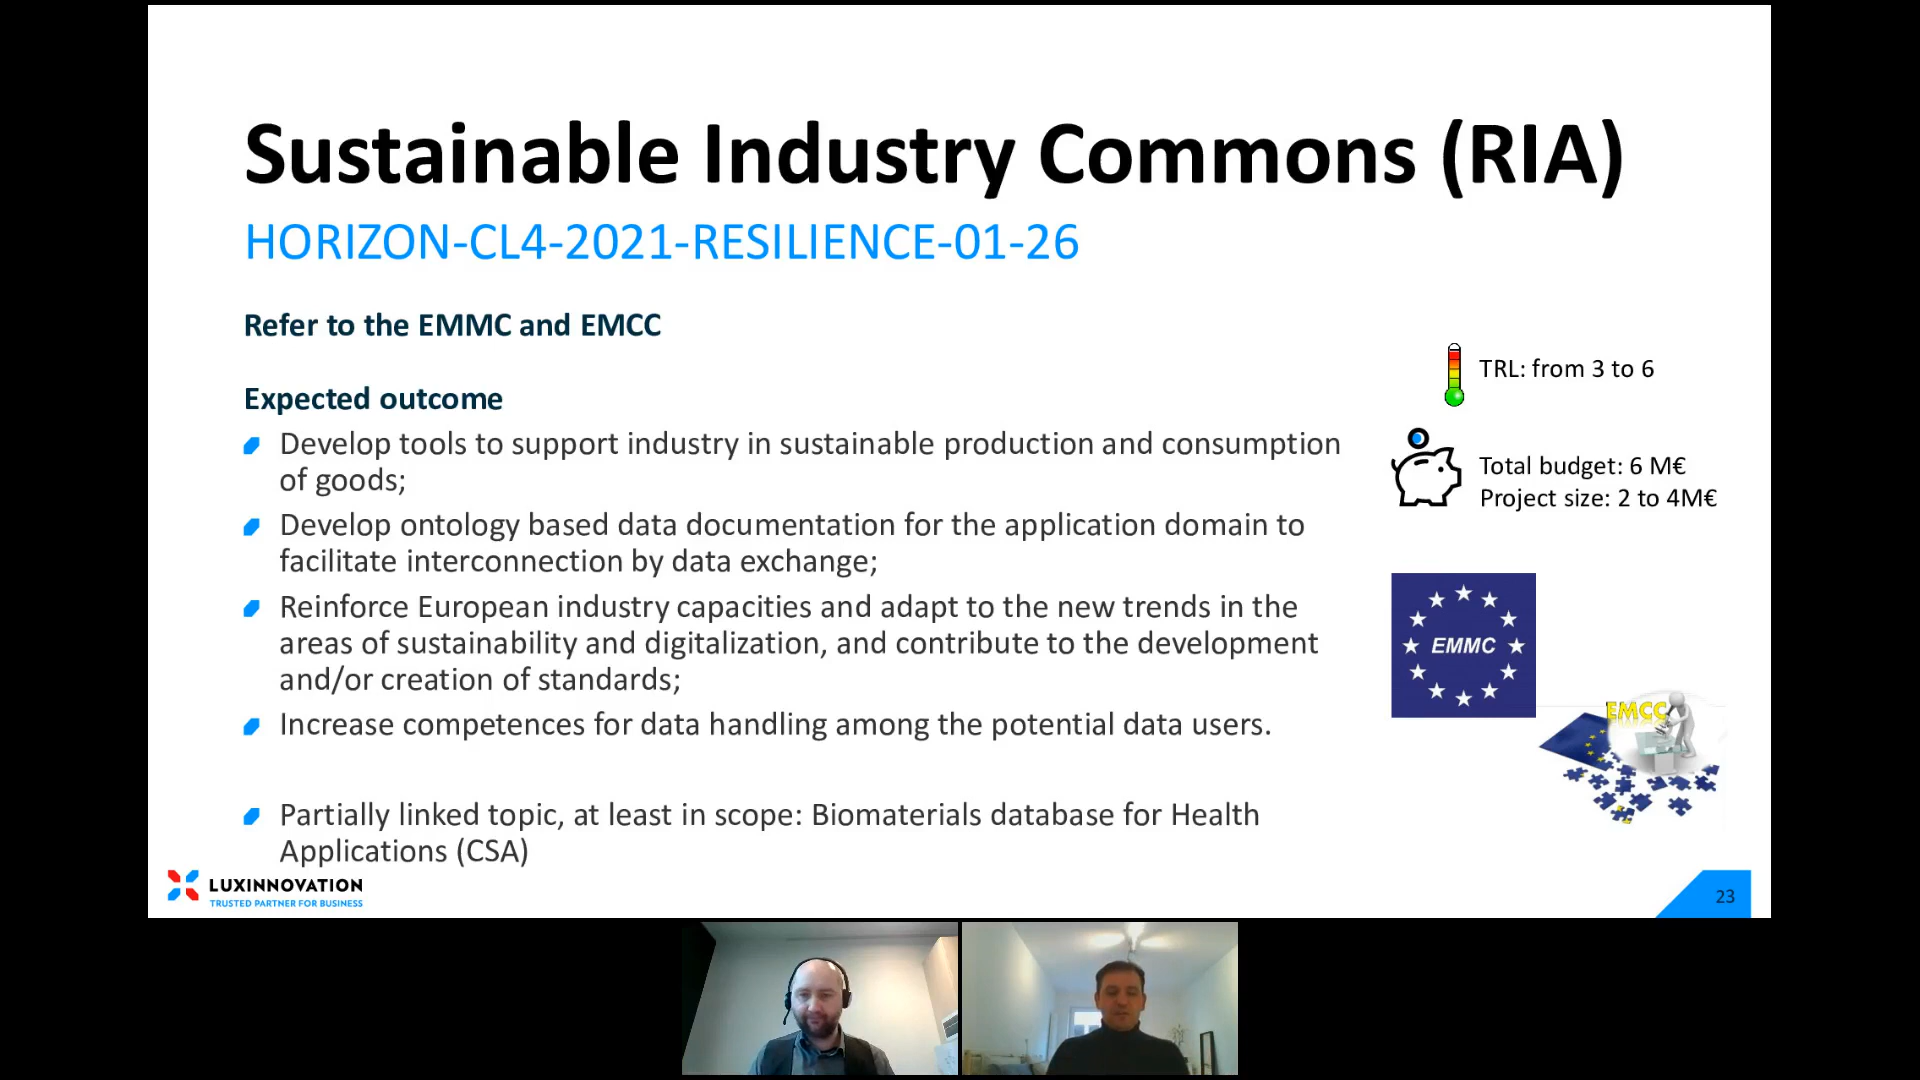 Sustainable Industry Commons (RIA)
HORIZON-CL4-2021-RESILIENCE-01-26
Refer to the EMMC and EMCC
Expected outcome
Develop tools to support industry in sustainable production and consumption
of goods;
Develop ontology based data documentation for the application domain to
facilitate interconnection by data exchange;
Reinforce European industry capacities and adapt to the new trends in the
areas of sustainability and digitalization, and contribute to the development
and/or creation of standards;
Increase competences for data handling among the potential data users.
Partially linked topic, at least in scope: Biomaterials database for Health
Applications (CSA)
TRL: from 3 to 6
Total budget: 6 M€
Project size: 2 to 4M€
EMMC
EMCC
LUXINNOVATION
TRUSTED PARTNER FOR BUSINESS
23